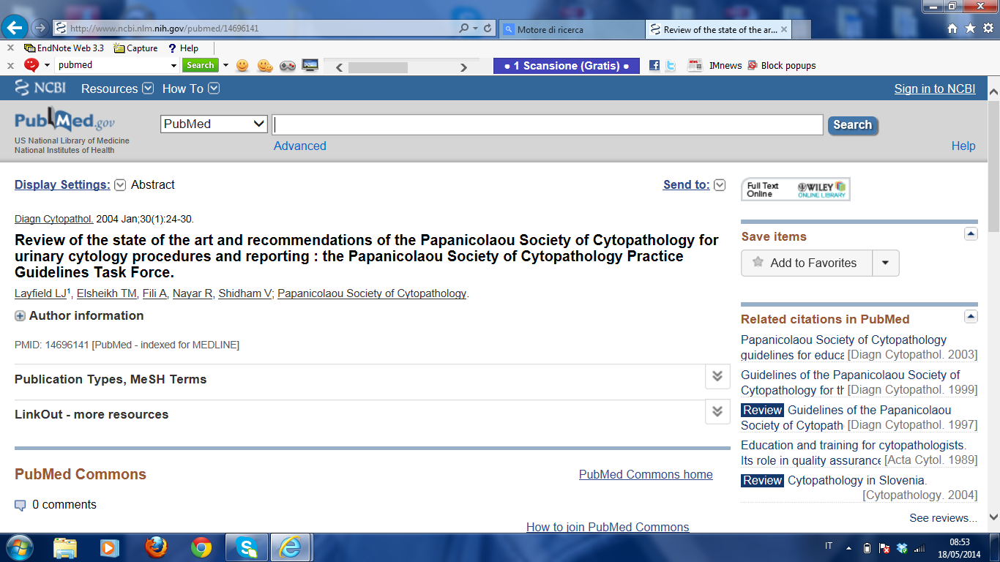 http://www.ncbi.nlm.nih.gov/pubmed/14696141
Motore di ricerca
Review of the state of the ar...
EndNote Web 3.3
Capture
? Help
pubmed
Search
• 1 Scansione (Gratis) •
IMnews
Block popups
NCBI
Resources
How To
Sign in to NCBI
PubMed.gov
US National Library of Medicine
National Institutes of Health
PubMed
Search
Advanced
Help
Display Settings:
Abstract
Send to:
Full Text
Online
WILEY
ONLINE LIBRARY
Diagn Cytopathol. 2004 Jan;30(1):24-30.
Review of the state of the art and recommendations of the Papanicolaou Society of Cytopathology for
urinary cytology procedures and reporting : the Papanicolaou Society of Cytopathology Practice
Guidelines Task Force.
Layfield LJ¹, Elsheikh TM, Fili A, Nayar R, Shidham V; Papanicolaou Society of Cytopathology.
Author information
PMID: 14696141 [PubMed - indexed for MEDLINE]
Publication Types, MeSH Terms
LinkOut - more resources
PubMed Commons
PubMed Commons home
0 comments
How to join PubMed Commons
Save items
Add to Favorites
Related citations in PubMed
Papanicolaou Society of Cytopathology
guidelines for educa [Diagn Cytopathol. 2003]
Guidelines of the Papanicolaou Society of
Cytopathology for th [Diagn Cytopathol. 1999]
Review Guidelines of the Papanicolaou
Society of Cytopath [Diagn Cytopathol. 1997]
Education and training for cytopathologists.
Its role in quality assurance [Acta Cytol. 1989]
Review Cytopathology in Slovenia.
[Cytopathology. 2004]
See reviews...
IT
08:53
18/05/2014